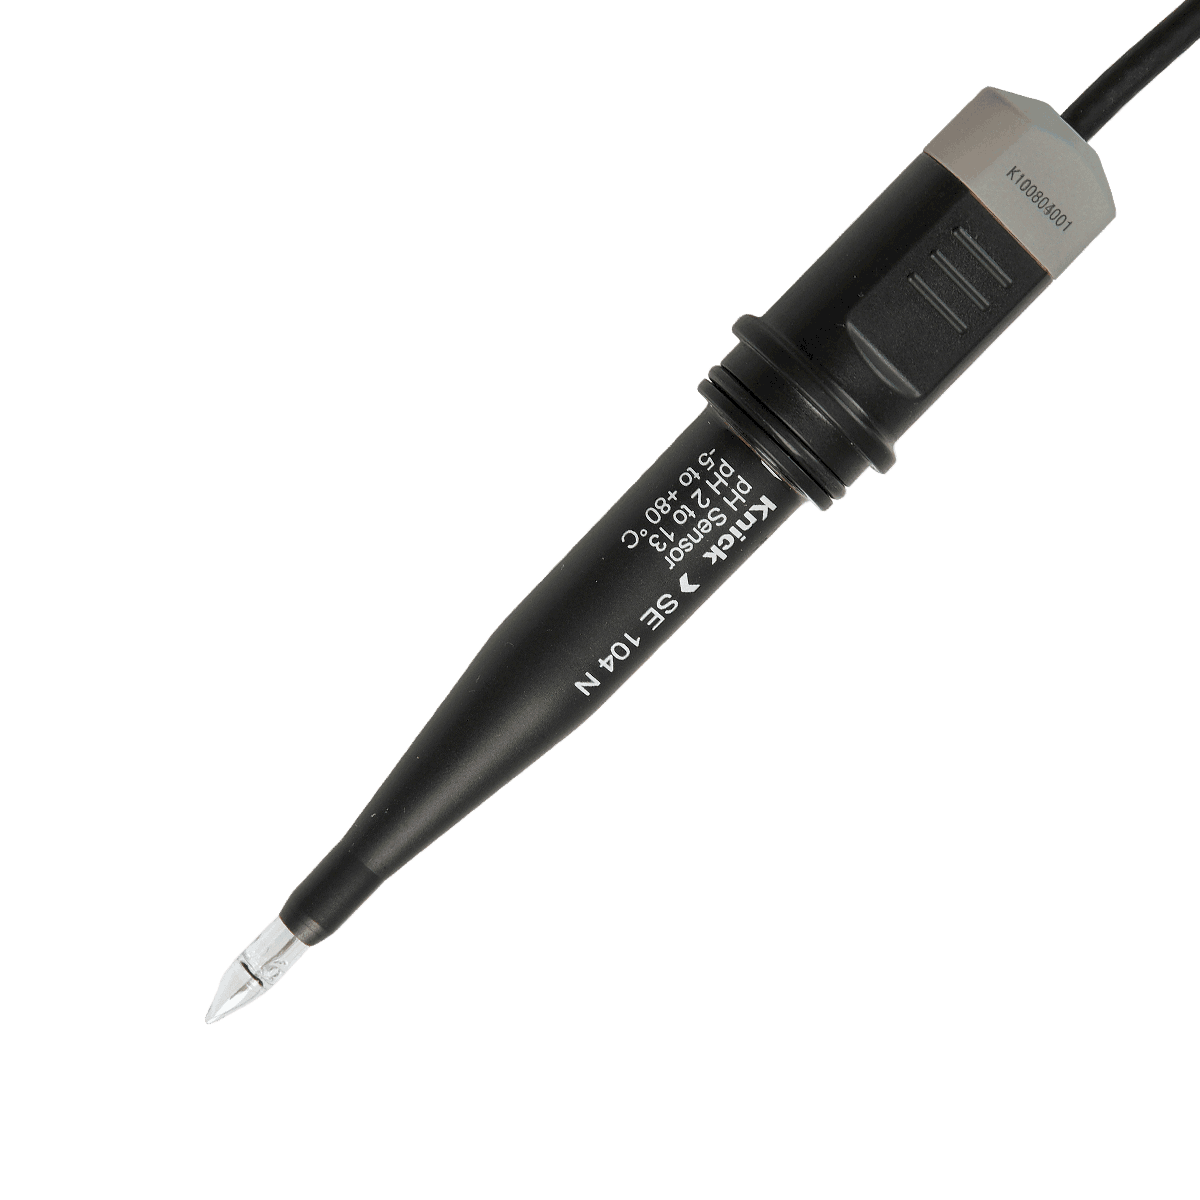 K100804001
Knick > SE 104 N
pH Sensor
pH 2 to 13
-5 to +80 °C